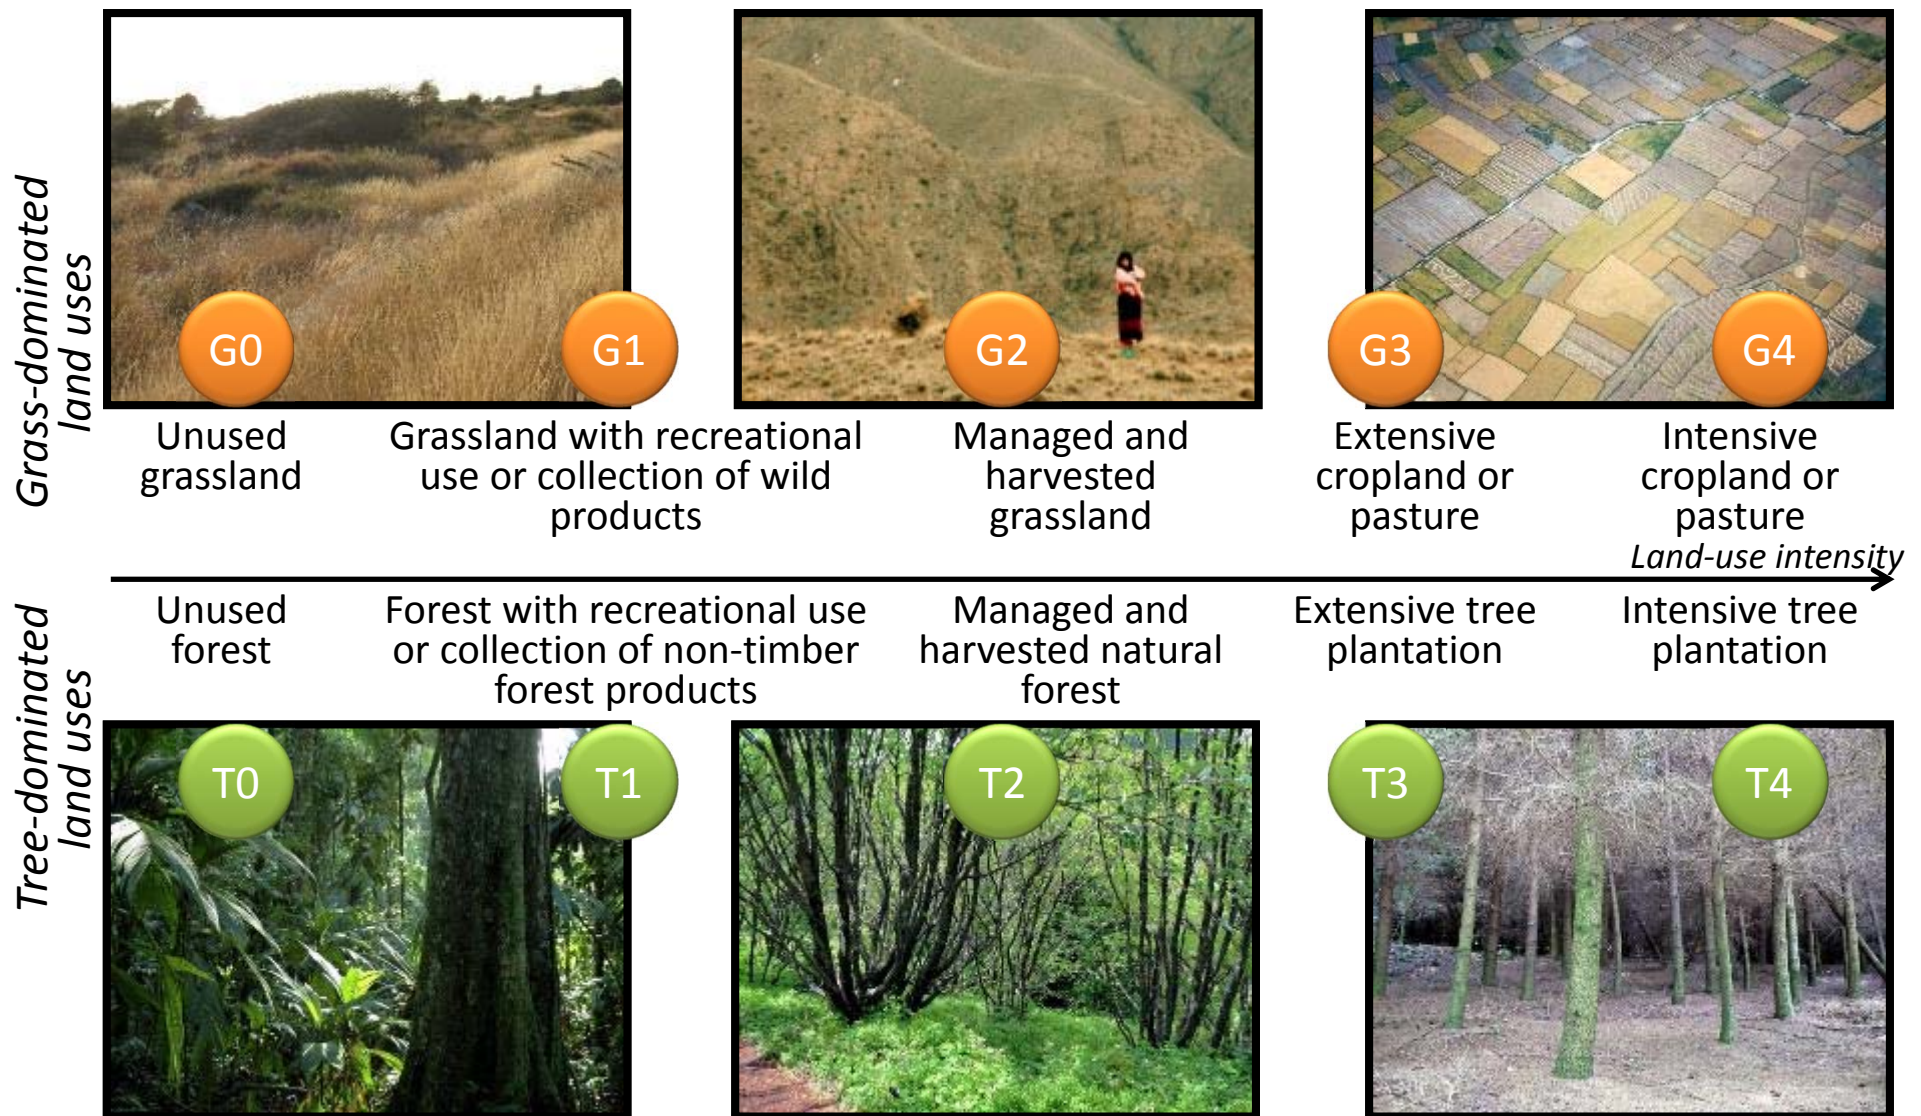 Grass-dominated
land uses
G0
G1
G2
G3
G4
Unused
grassland
Grassland with recreational
use or collection of wild
products
Managed and
harvested
grassland
Extensive
cropland or
pasture
Intensive
cropland or
pasture
Land-use intensity
Tree-dominated
land uses
Unused
forest
Forest with recreational use
or collection of non-timber
forest products
Managed and
harvested natural
forest
Extensive tree
plantation
Intensive tree
plantation
T0
T1
T2
T3
T4